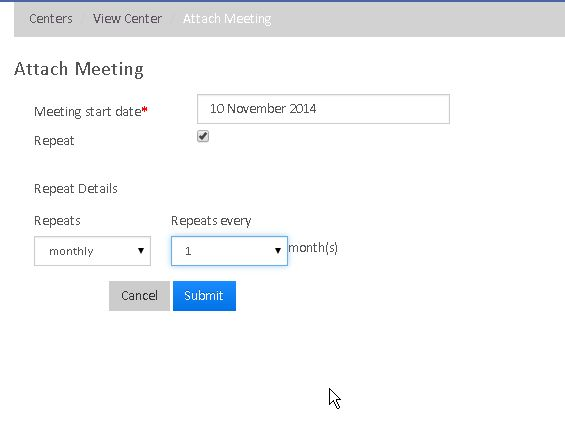 Centers / View Center / Attach Meeting
Attach Meeting
Meeting start date* 10 November 2014
Repeat
Repeat Details
Repeats Repeats every
monthly 1 month(s)
Cancel Submit